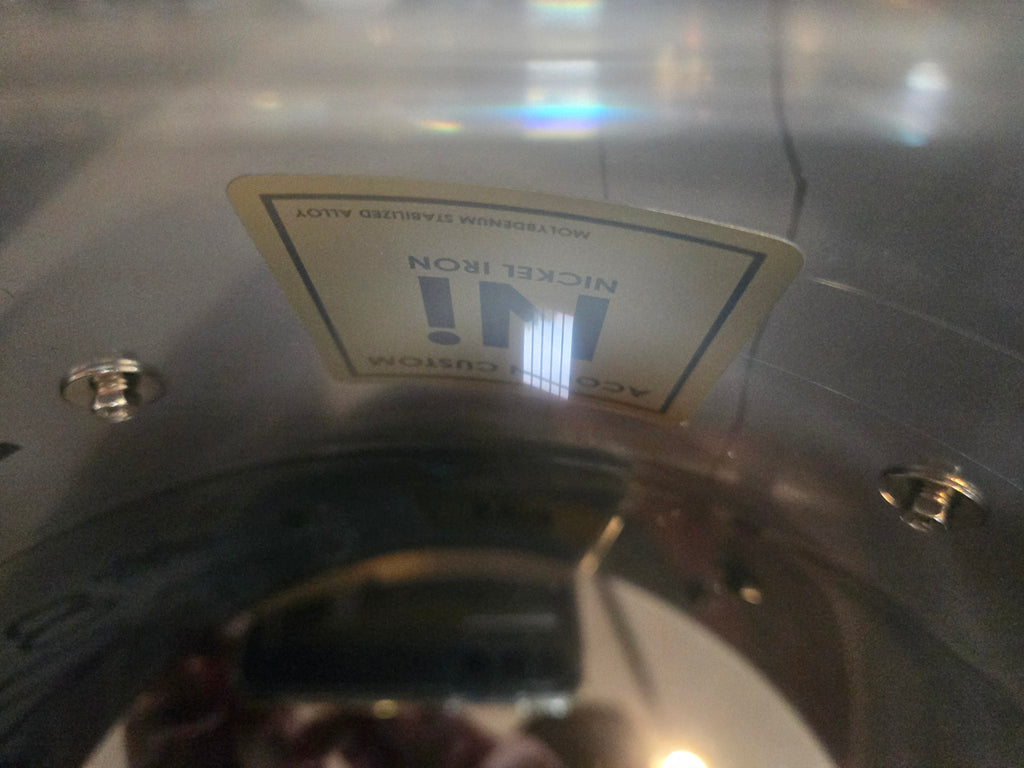 CUSTOM
Ni
NICKEL IRON
MOLYBDENUM STABILIZED ALLOY